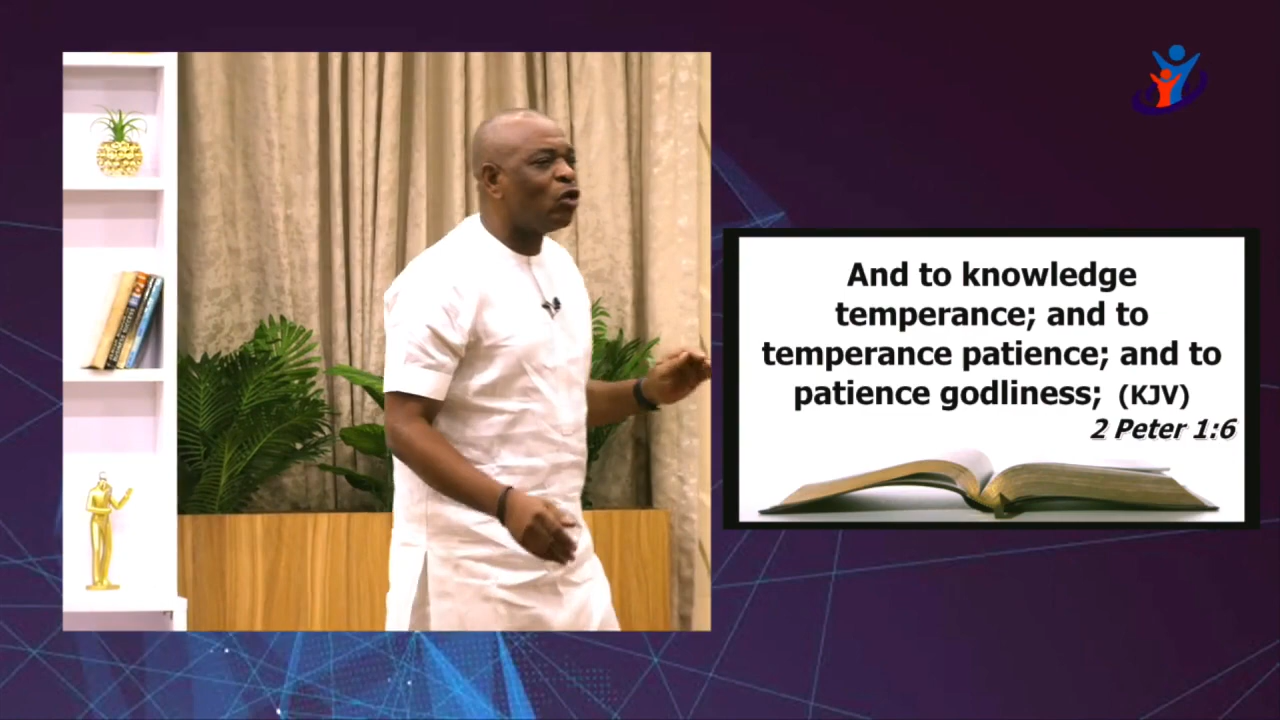 And to knowledge
temperance; and to
temperance patience; and to
patience godliness; (KJV)
2 Peter 1:6